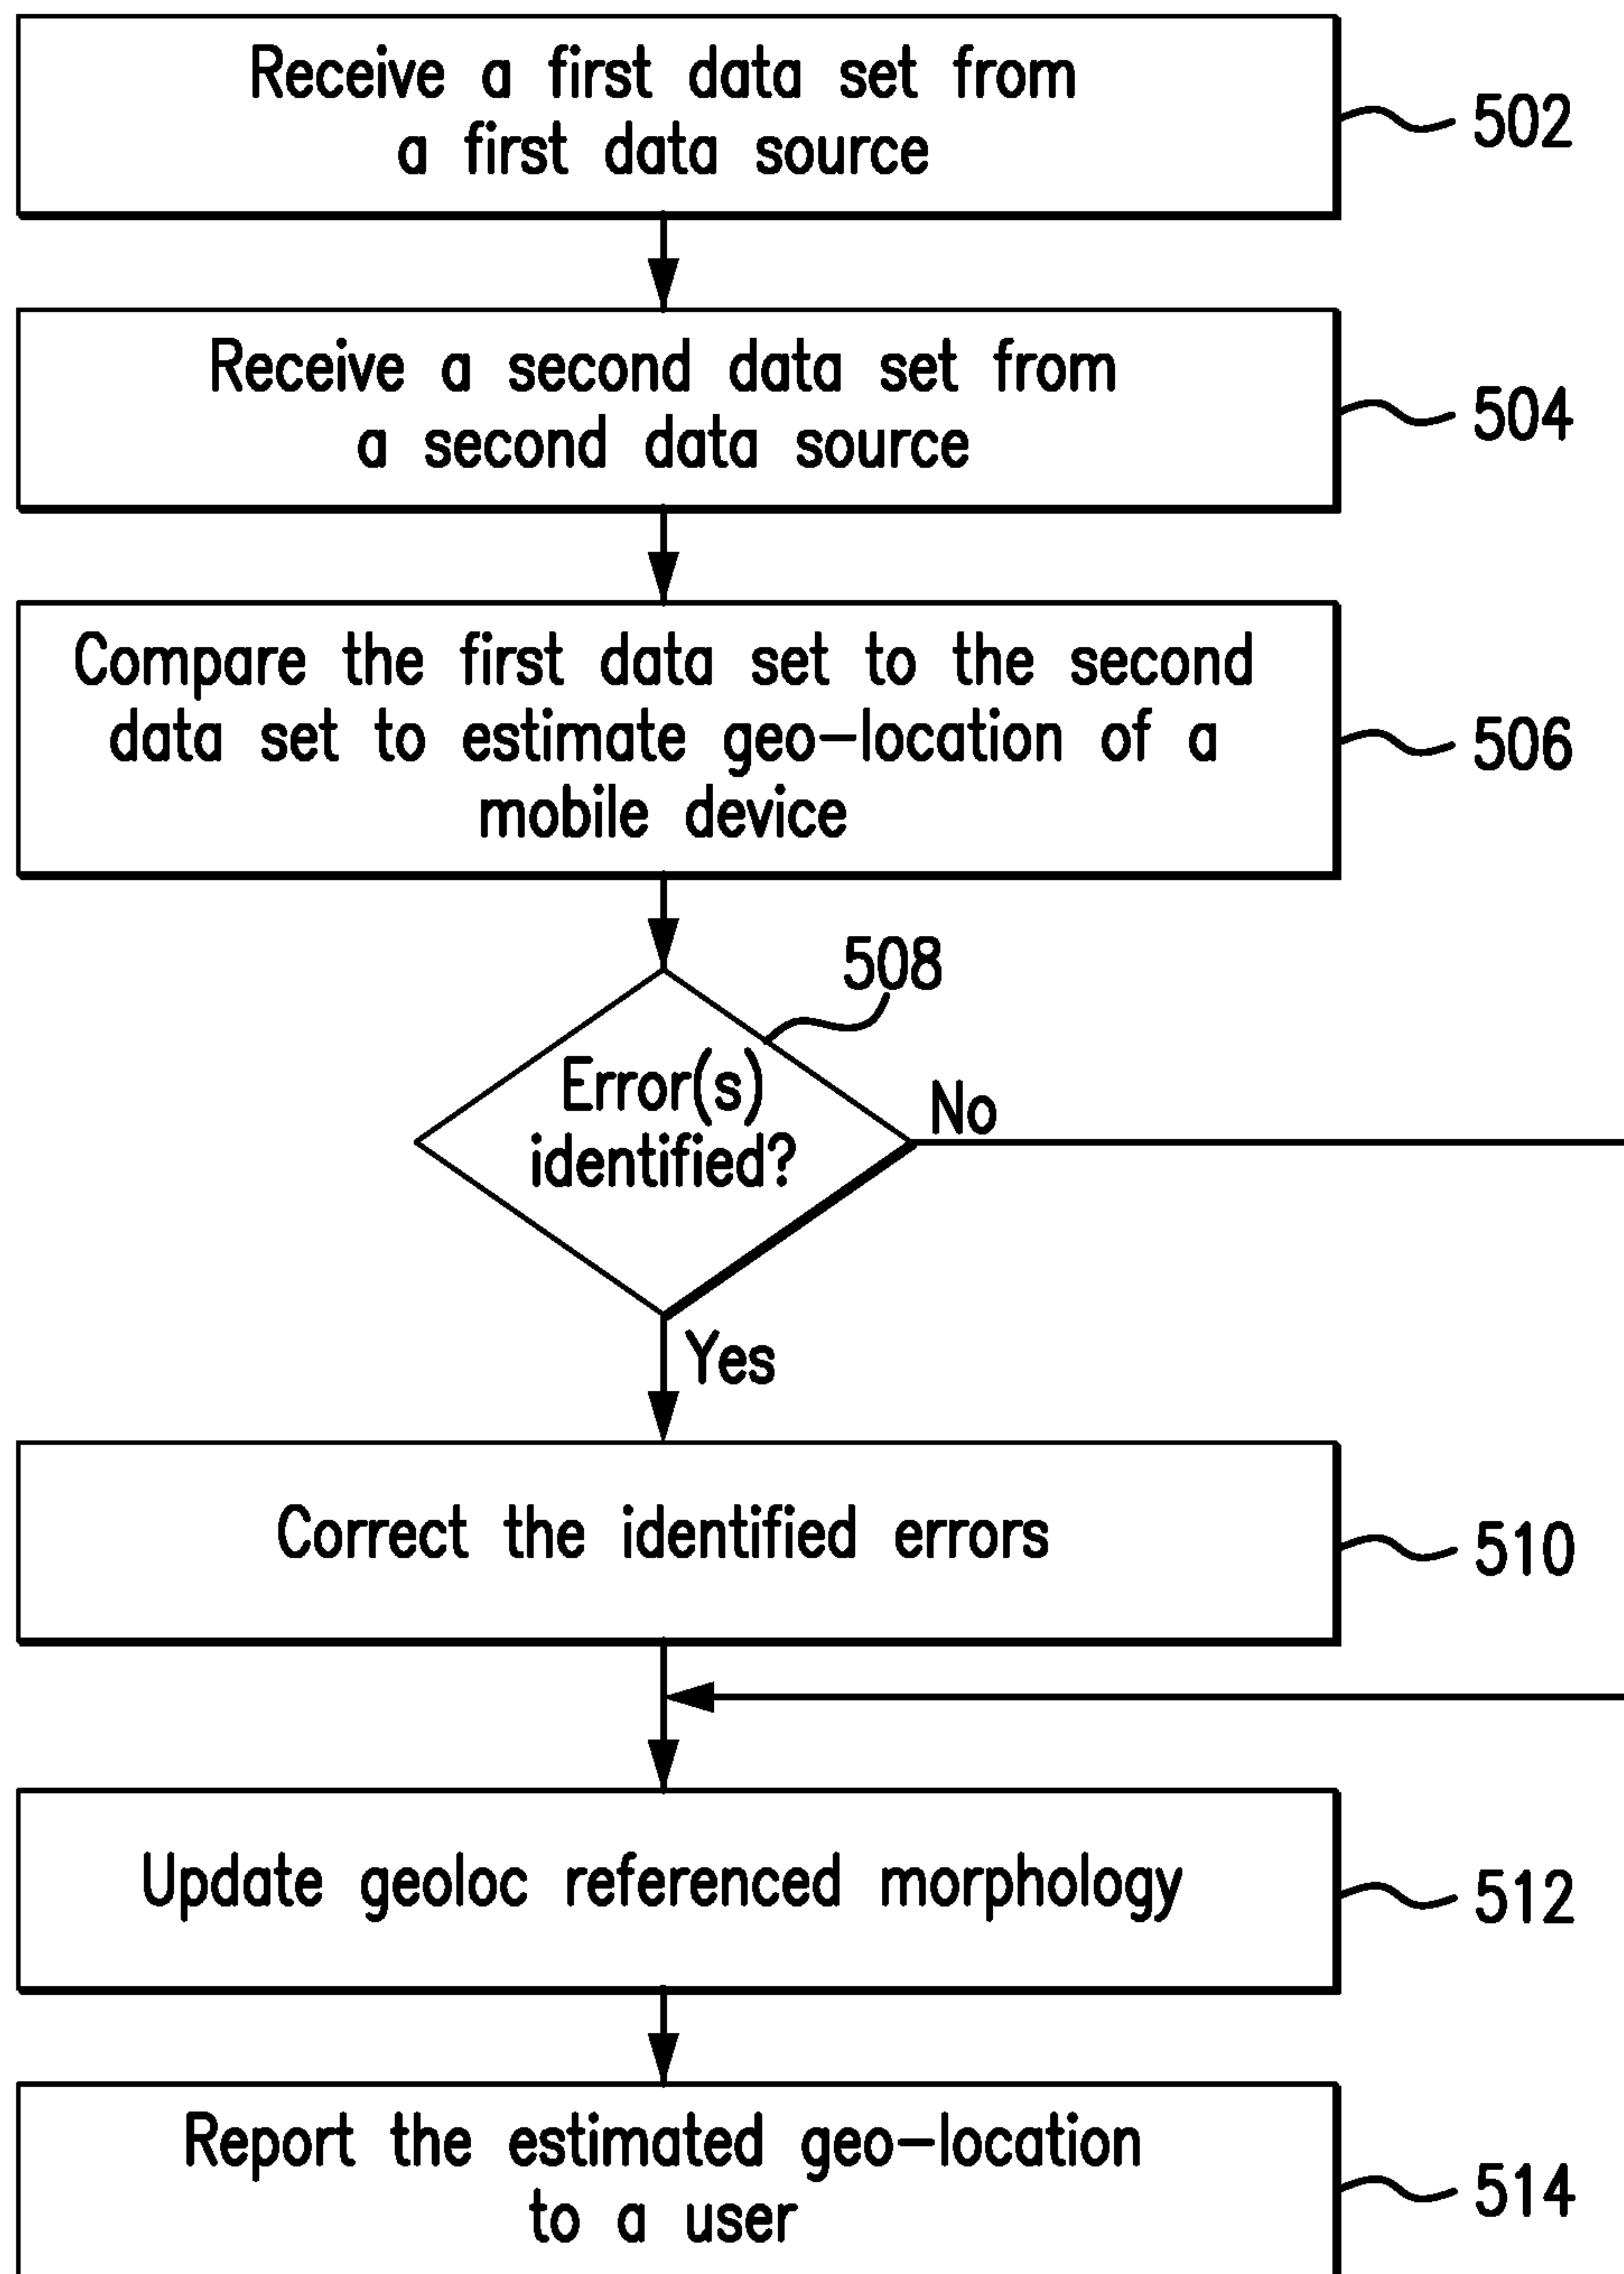 Receive a first data set from
a first data source
502
Receive a second data set from
a second data source
504
Compare the first data set to the second
data set to estimate geo-location of a
mobile device
506
508
Error(s)
identified?
No
Yes
Correct the identified errors
510
Update geoloc referenced morphology
512
Report the estimated geo-location
to a user
514